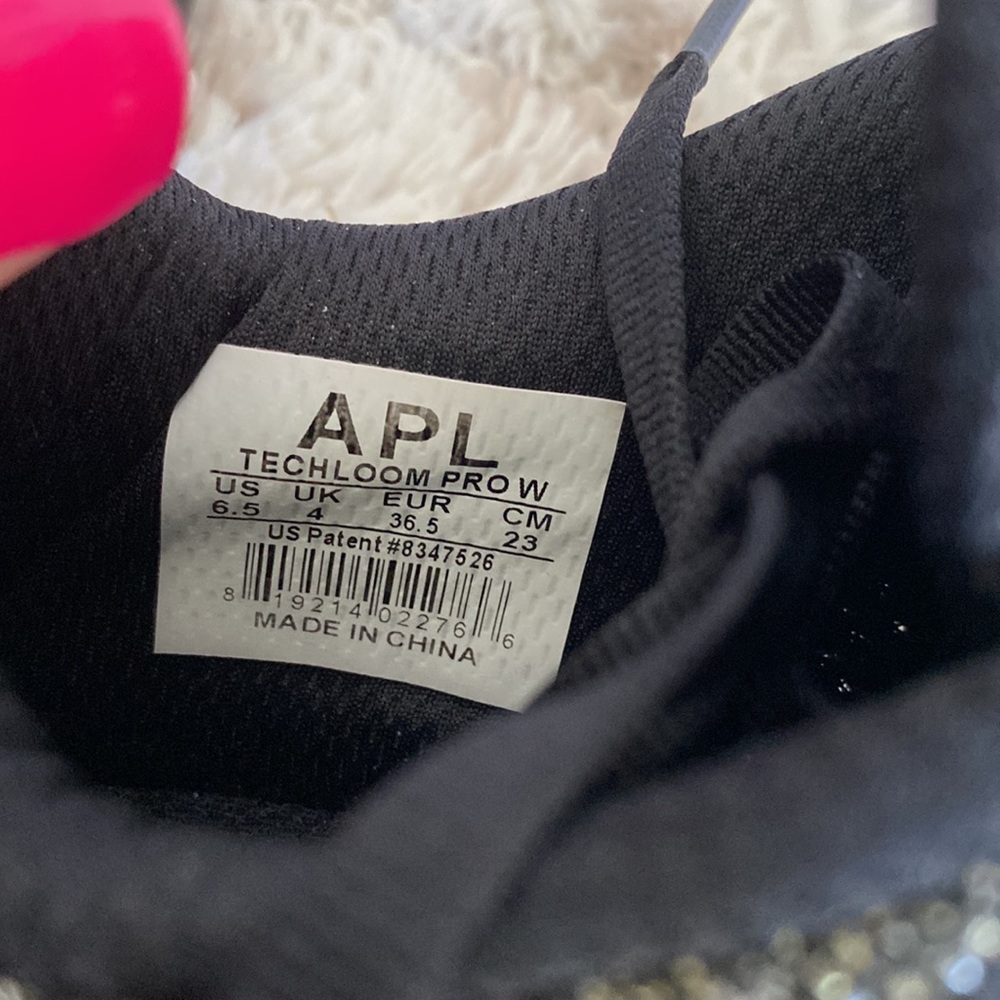 APL
TECHLOOM PRO W
US UK EUR CM
6.5 4 36.5 23
US Patent #8347526
8 19214 02276 6
MADE IN CHINA